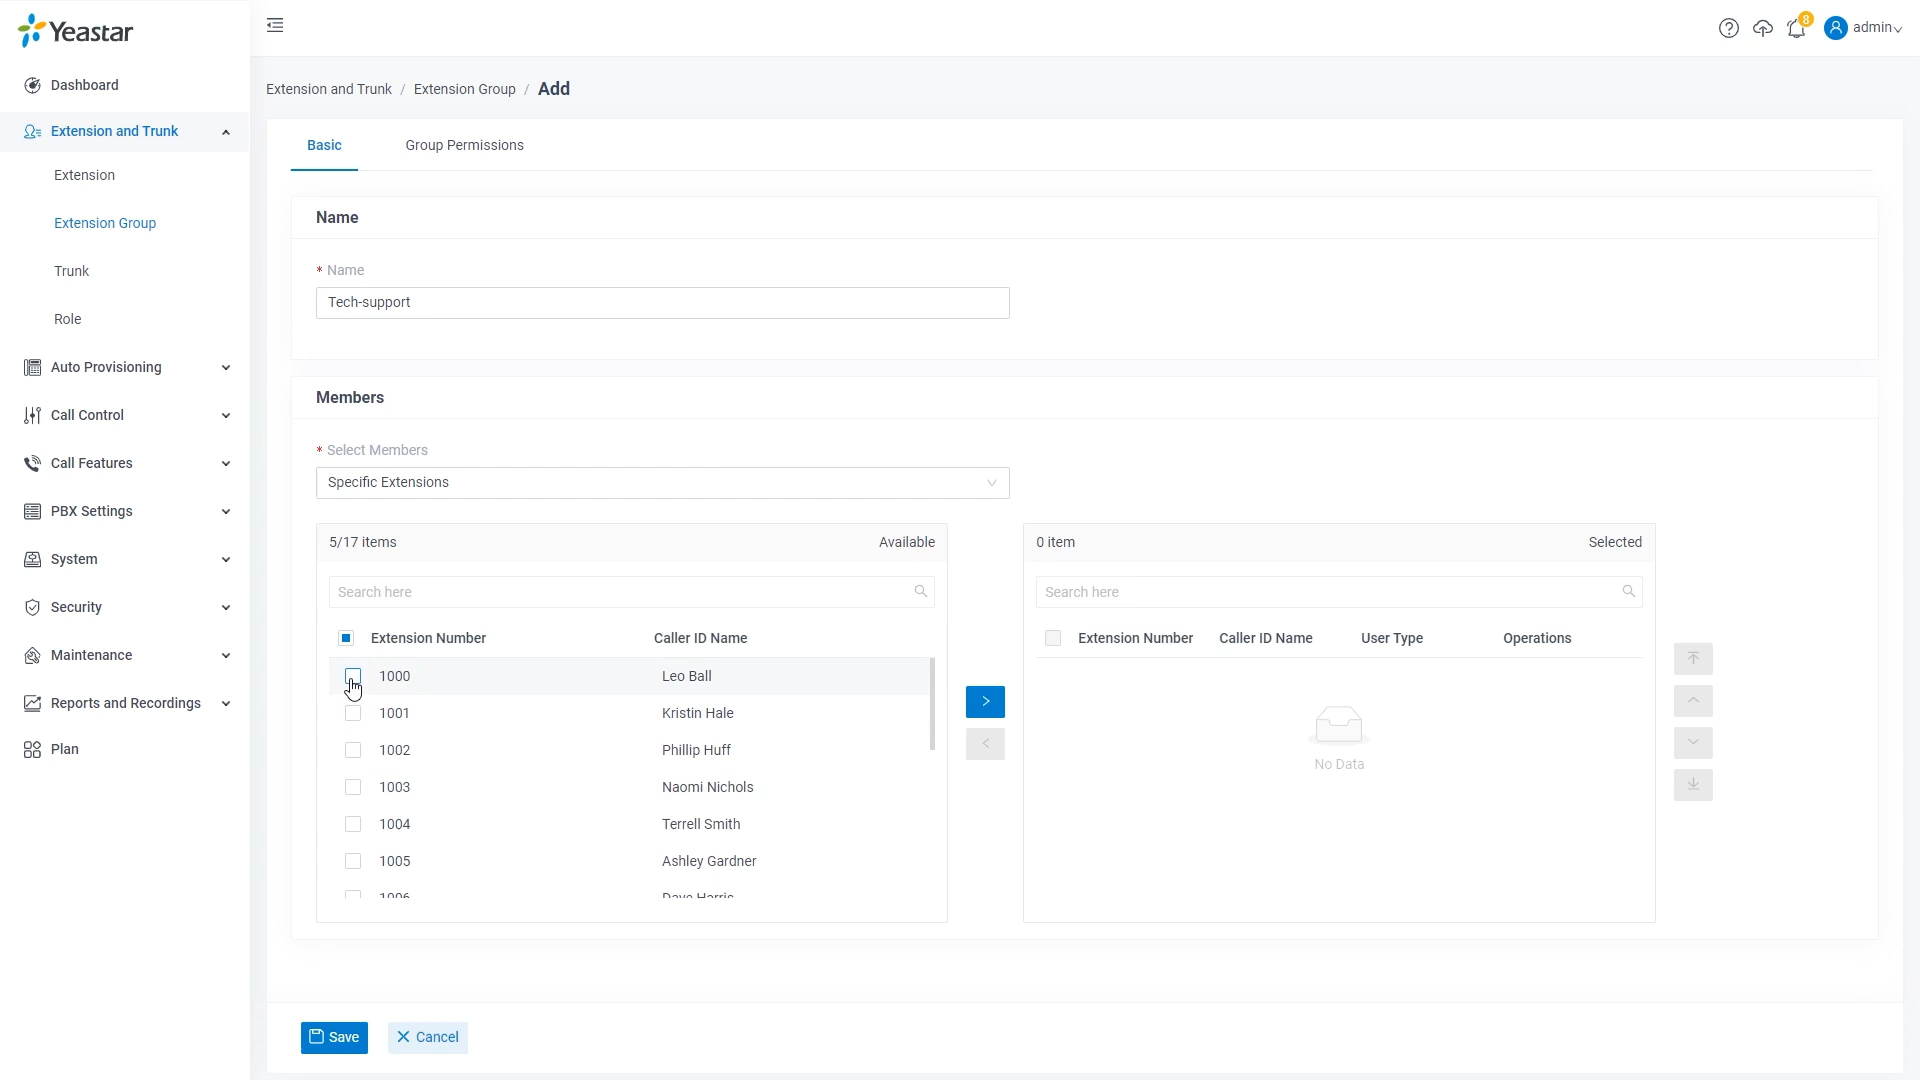 Yeastar
8
admin
Dashboard
Extension and Trunk
Extension
Extension Group
Trunk
Role
Auto Provisioning
Call Control
Call Features
PBX Settings
System
Security
Maintenance
Reports and Recordings
Plan
Extension and Trunk / Extension Group / Add
Basic
Group Permissions
Name
* Name
Tech-support
Members
* Select Members
Specific Extensions
5/17 items
Available
Search here
Extension Number
Caller ID Name
1000
Leo Ball
1001
Kristin Hale
1002
Phillip Huff
1003
Naomi Nichols
1004
Terrell Smith
1005
Ashley Gardner
1006
Dave Harris
0 item
Selected
Search here
Extension Number
Caller ID Name
User Type
Operations
No Data
Save
Cancel